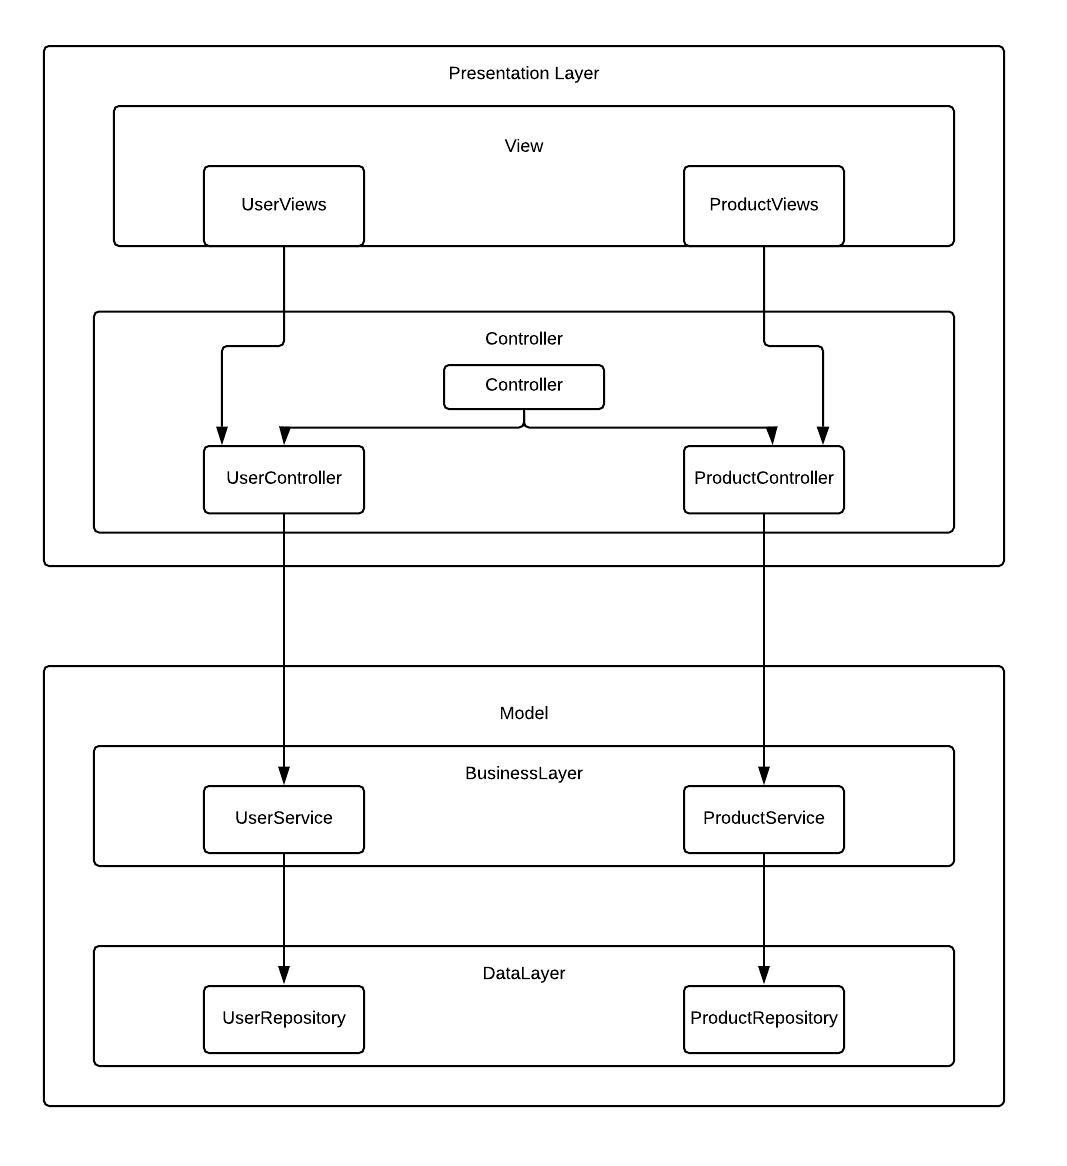 Presentation Layer
View
UserViews
ProductViews
Controller
Controller
UserController
ProductController
Model
BusinessLayer
UserService
ProductService
DataLayer
UserRepository
ProductRepository